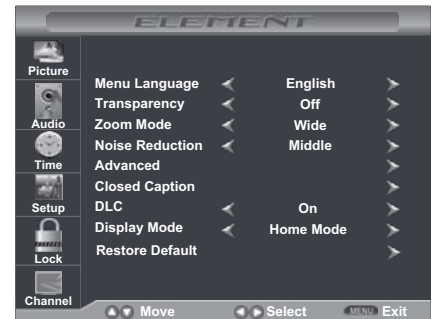 ELEMENT
Picture
Audio
Time
Setup
Lock
Channel
Menu Language English
Transparency Off
Zoom Mode Wide
Noise Reduction Middle
Advanced
Closed Caption
DLC On
Display Mode Home Mode
Restore Default
Move Select MENU Exit